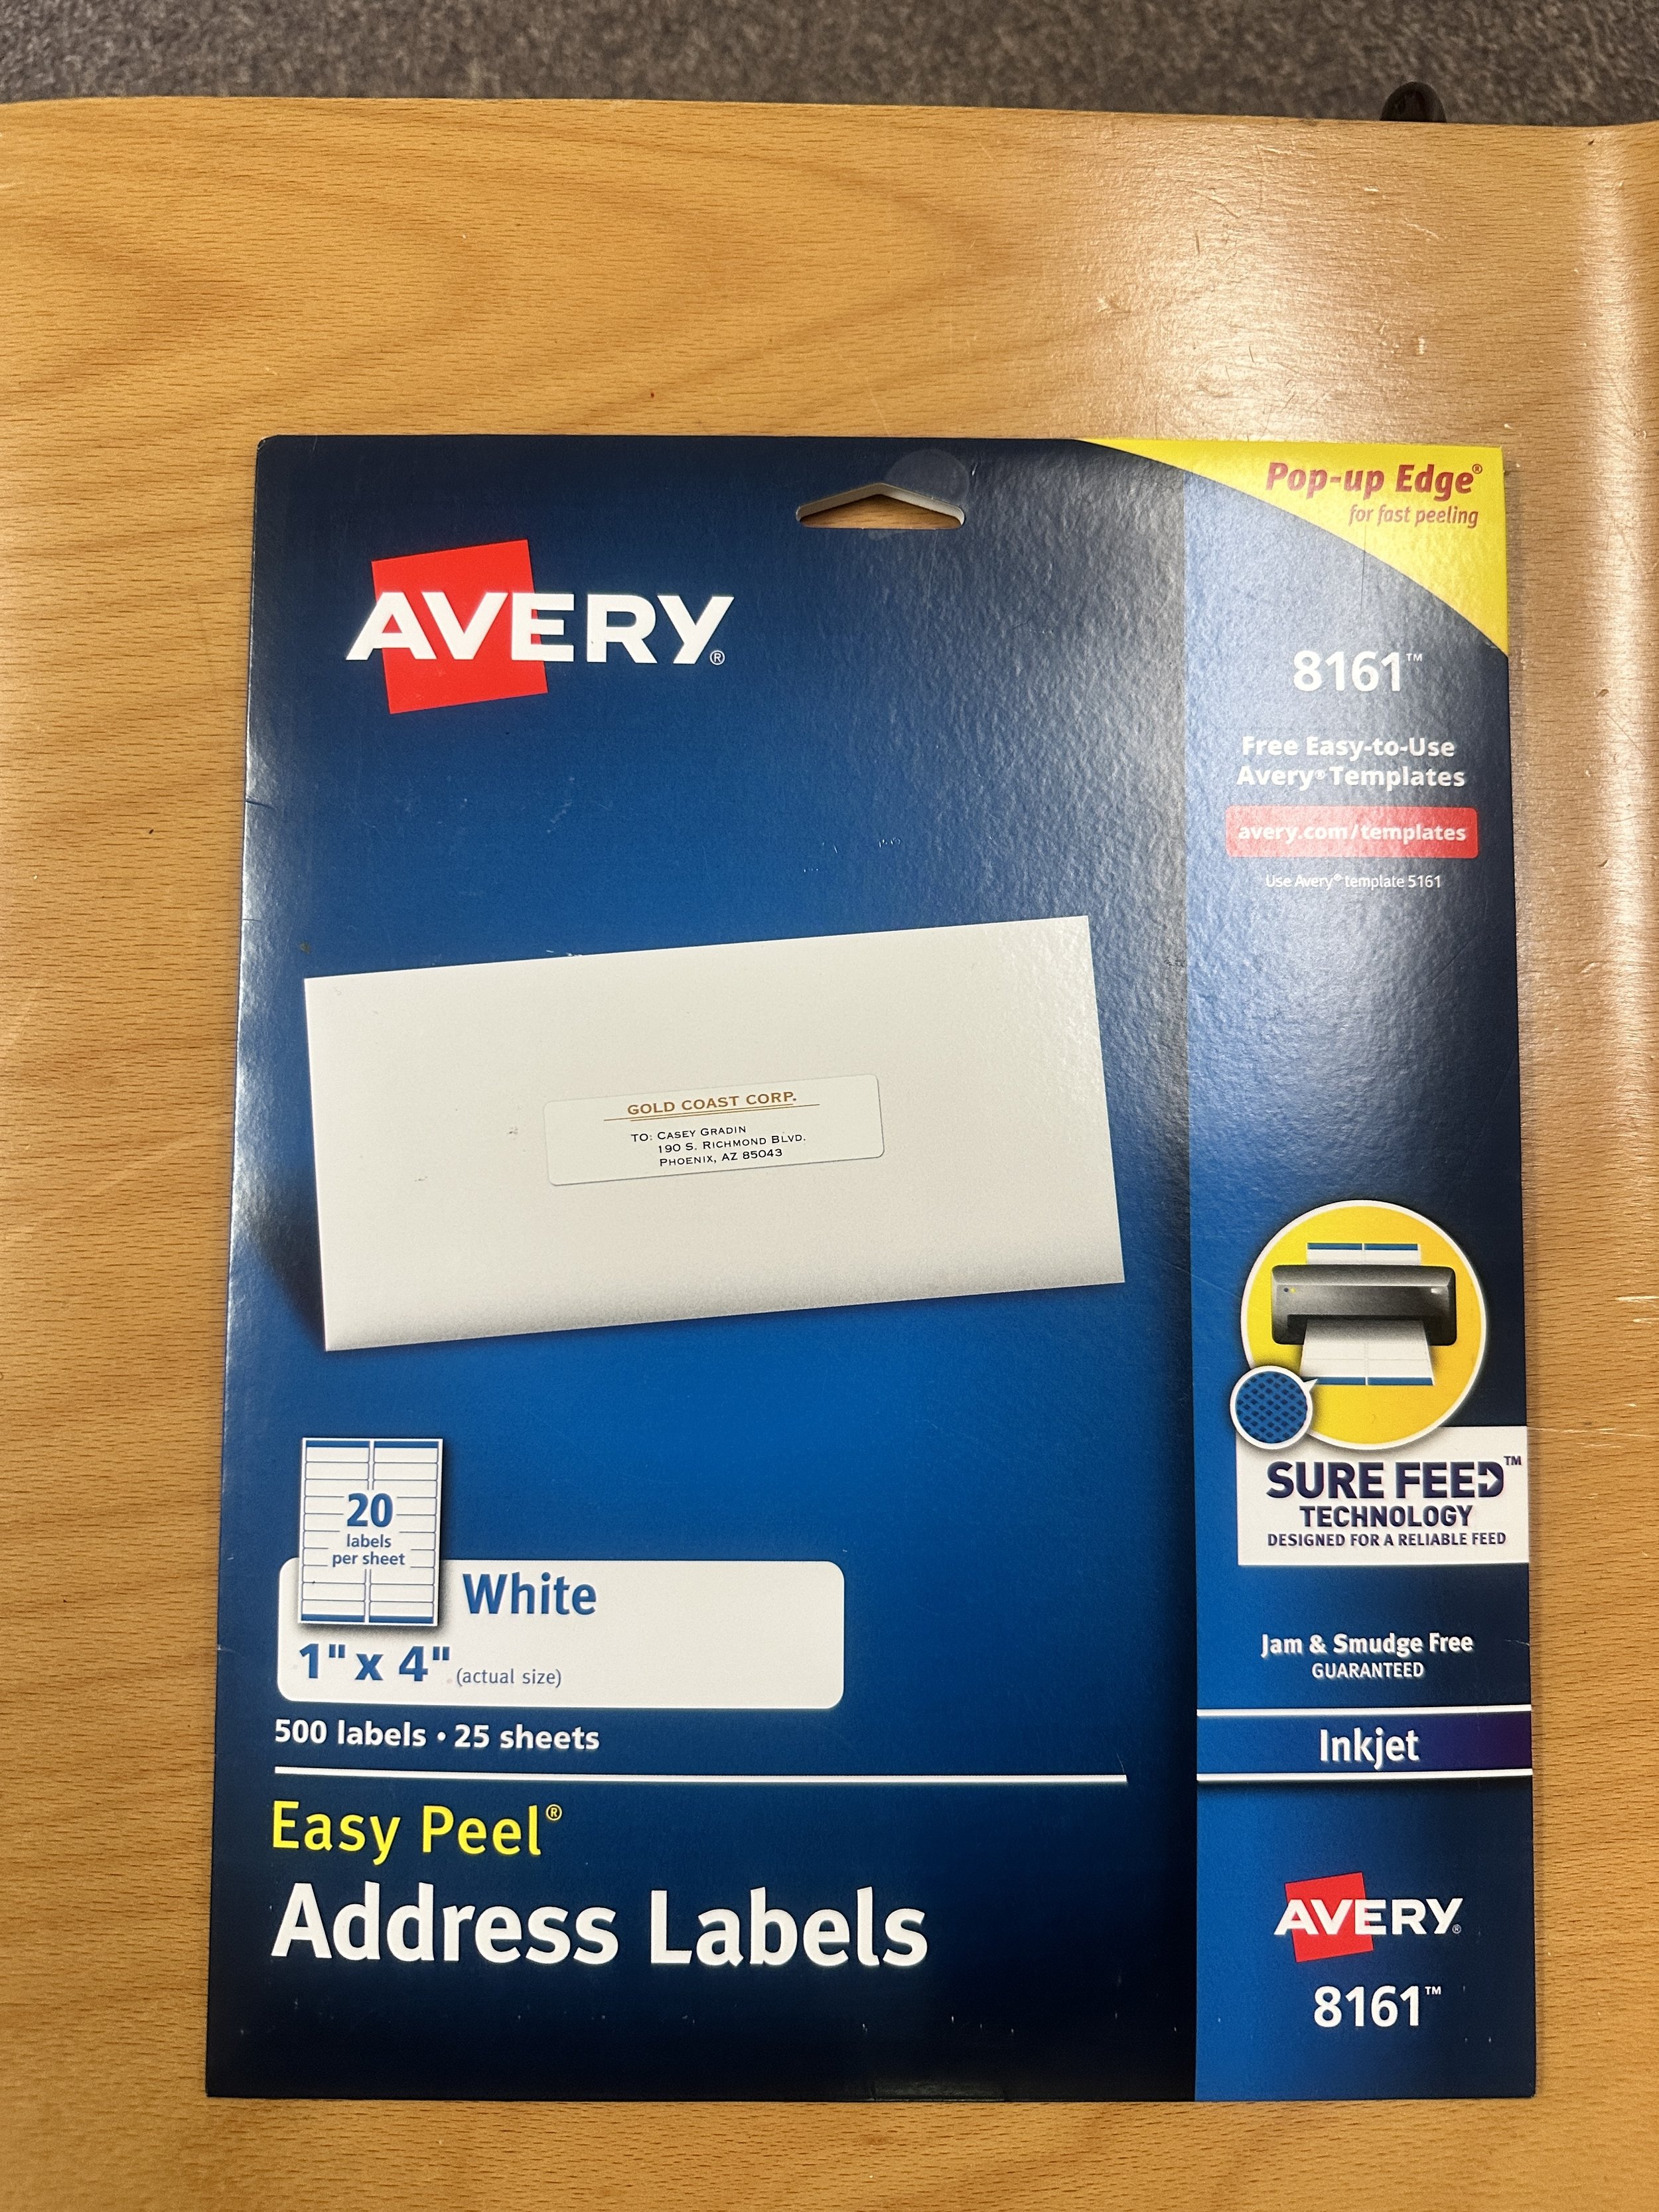 Pop-up Edge®
for fast peeling
AVERY®
8161™
Free Easy-to-Use
Avery® Templates
avery.com/templates
Use Avery® template 5161
GOLD COAST CORP.
TO: CASEY GRADIN
190 S. RICHMOND BLVD.
PHOENIX, AZ 85043
SURE FEED™
TECHNOLOGY
DESIGNED FOR A RELIABLE FEED
20
labels
per sheet
White
1" x 4" (actual size)
500 labels • 25 sheets
Jam & Smudge Free
GUARANTEED
Inkjet
Easy Peel®
Address Labels
AVERY®
8161™